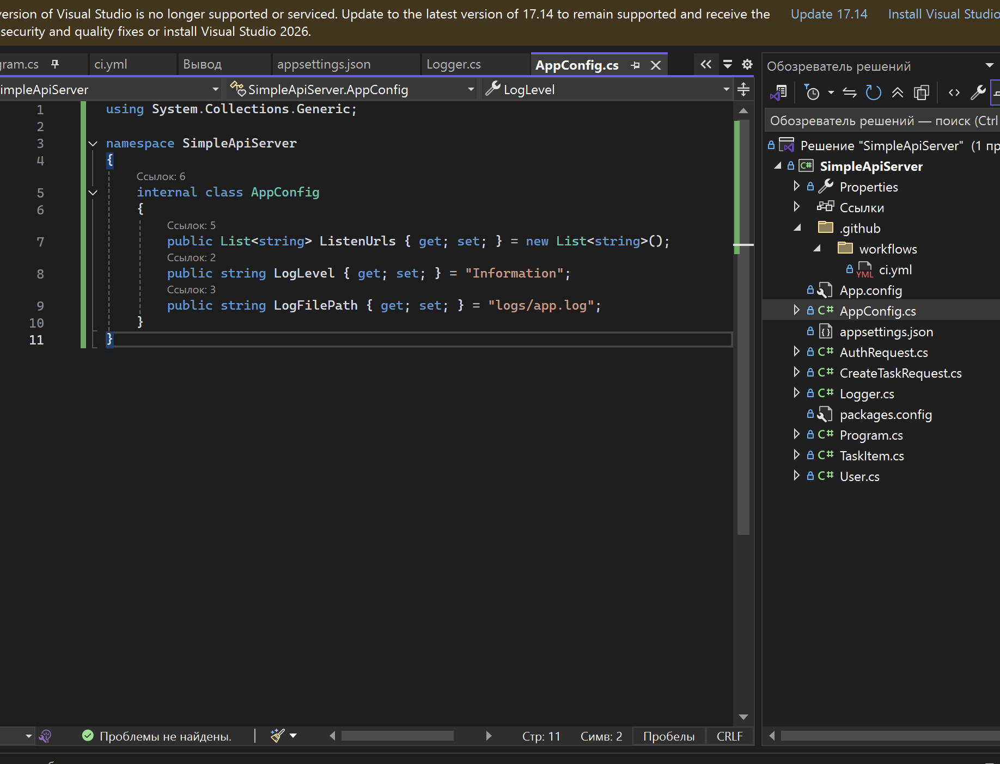 version of Visual Studio is no longer supported or serviced. Update to the latest version of 17.14 to remain supported and receive the
security and quality fixes or install Visual Studio 2026.
Update 17.14
Install Visual Studio
gram.cs
ci.yml
Вывод
appsettings.json
Logger.cs
AppConfig.cs
impleApiServer
SimpleApiServer.AppConfig
LogLevel
1 using System.Collections.Generic;
2
3 namespace SimpleApiServer
4 {
Ссылок: 6
5 internal class AppConfig
6 {
Ссылок: 5
7 public List<string> ListenUrls { get; set; } = new List<string>();
Ссылок: 2
8 public string LogLevel { get; set; } = "Information";
Ссылок: 3
9 public string LogFilePath { get; set; } = "logs/app.log";
10 }
11 }
Проблемы не найдены.
Стр: 11
Симв: 2
Пробелы
CRLF
Обозреватель решений
Обозреватель решений — поиск (Ctrl
Решение "SimpleApiServer" (1 пр
C# SimpleApiServer
Properties
Ссылки
.github
workflows
YML ci.yml
App.config
C# AppConfig.cs
appsettings.json
C# AuthRequest.cs
C# CreateTaskRequest.cs
C# Logger.cs
packages.config
C# Program.cs
C# TaskItem.cs
C# User.cs